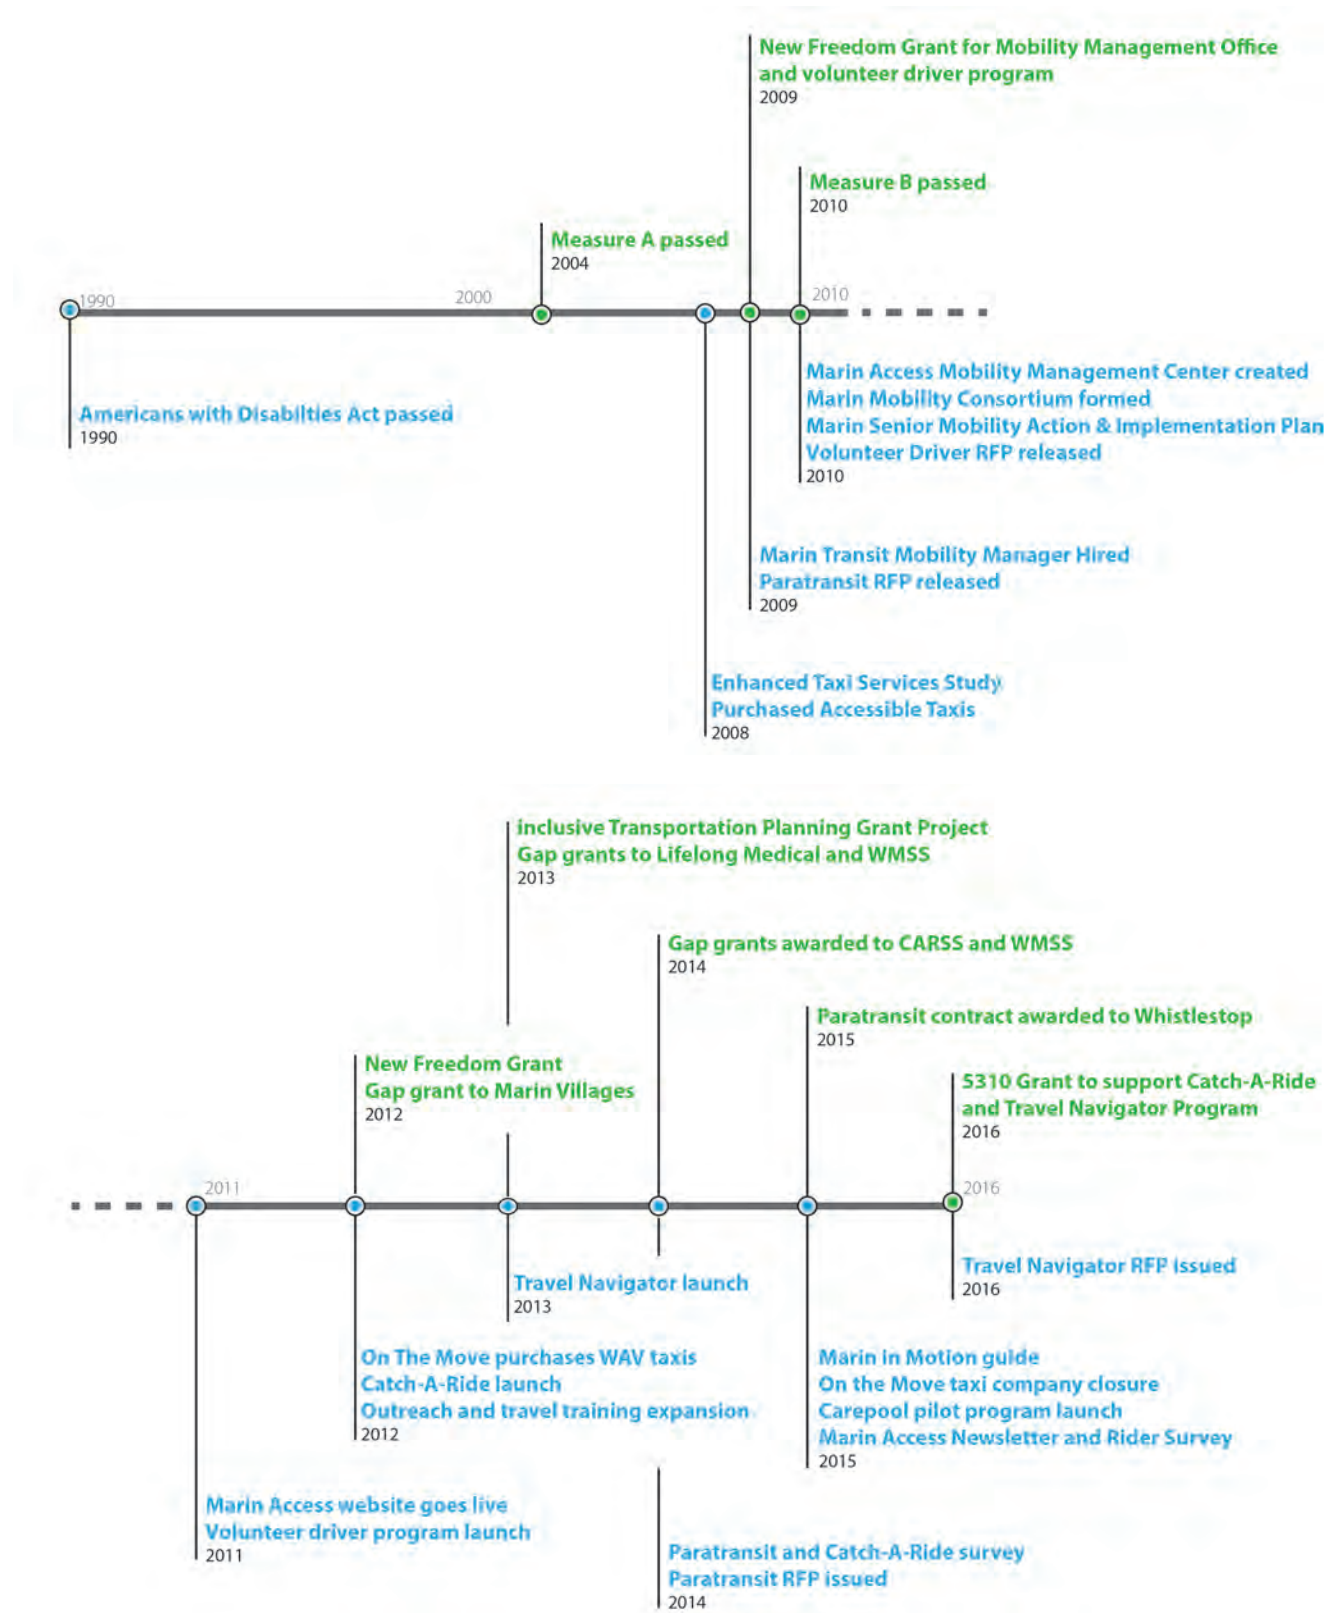 New Freedom Grant for Mobility Management Office
and volunteer driver program
2009
Measure B passed
2010
Measure A passed
2004
1990
2000
2010
Americans with Disabilties Act passed
1990
Marin Access Mobility Management Center created
Marin Mobility Consortium formed
Marin Senior Mobility Action & Implementation Plan
Volunteer Driver RFP released
2010
Marin Transit Mobility Manager Hired
Paratransit RFP released
2009
Enhanced Taxi Services Study
Purchased Accessible Taxis
2008
Inclusive Transportation Planning Grant Project
Gap grants to Lifelong Medical and WMSS
2013
Gap grants awarded to CARSS and WMSS
2014
Paratransit contract awarded to Whistlestop
2015
New Freedom Grant
Gap grant to Marin Villages
2012
5310 Grant to support Catch-A-Ride
and Travel Navigator Program
2016
2011
2016
Travel Navigator RFP issued
2016
Travel Navigator launch
2013
On The Move purchases WAV taxis
Catch-A-Ride launch
Outreach and travel training expansion
2012
Marin in Motion guide
On the Move taxi company closure
Carepool pilot program launch
Marin Access Newsletter and Rider Survey
2015
Marin Access website goes live
Volunteer driver program launch
2011
Paratransit and Catch-A-Ride survey
Paratransit RFP issued
2014